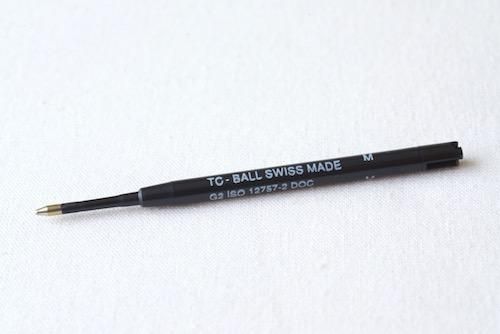 TC - BALL SWISS MADE M
G2 ISO 12757-2 DOC